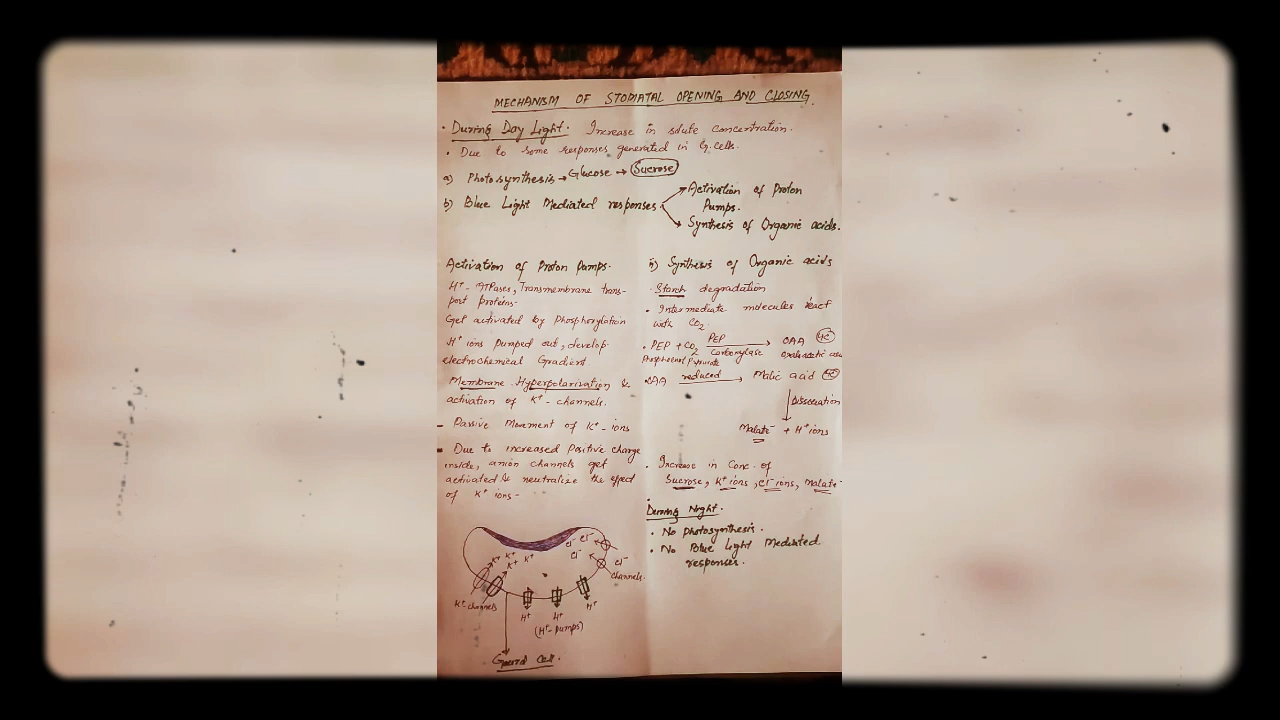 MECHANISM OF STOMATAL OPENING AND CLOSING.
• During Day Light. Increase in solute concentration.
• Due to some responses generated in G. cells.
a) Photosynthesis → Glucose → Sucrose
b) Blue Light Mediated responses
Activation of Proton
Pumps.
Synthesis of Organic acids.
Activation of Proton Pumps.
H⁺-ATPases, Transmembrane trans-
port proteins.
Get activated by Phosphorylation
H⁺ ions Pumped out, develop
electrochemical Gradient
Membrane Hyperpolarization &
activation of K⁺- channels.
- Passive Movement of K⁺- ions
- Due to increased Positive charge
inside, anion channels get
activated & neutralize the effect
of K⁺ ions-
ii) Synthesis of Organic acids
• Starch degradation
• Intermediate molecules react
with CO₂
• PEP + CO₂ PEP Carboxylase → OAA 4C
Phosphoenol Pyruvate
• OAA reduced → Malic acid 4C
Malate⁻ + H⁺ ions
• Increase in Conc. of
Sucrose, K⁺ ions, Cl⁻ ions, Malate⁻
During Night.
• No Photosynthesis.
• No Blue Light Mediated
responses.
K⁺ K⁺ K⁺
K⁺
Cl⁻ Cl⁻
Cl⁻
Cl⁻
channels.
K⁺-channels
H⁺ H⁺ H⁺
(H⁺-Pumps)
Guard Cell.